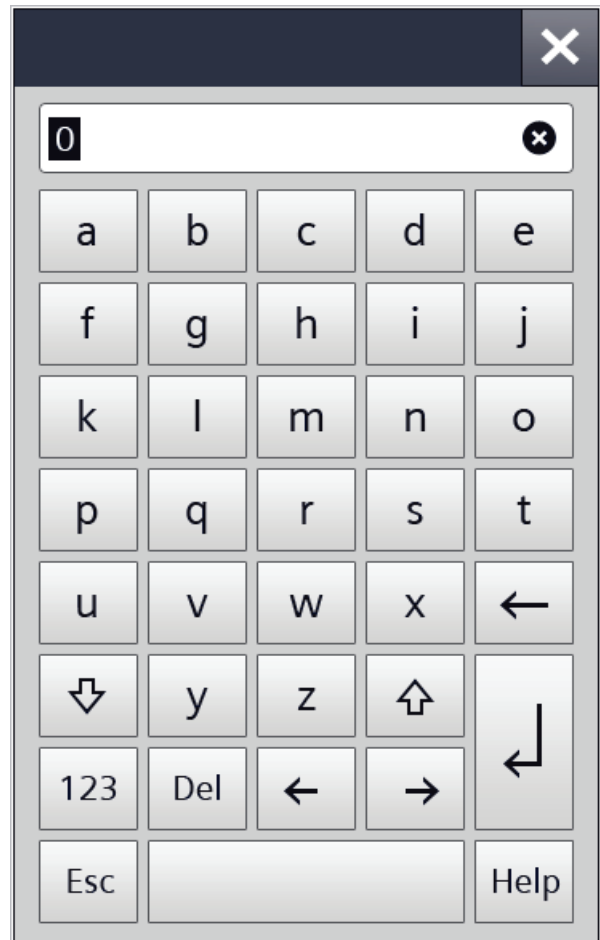 0
a b c d e
f g h i j
k l m n o
p q r s t
u v w x ←
y z
123 Del ← →
Esc Help